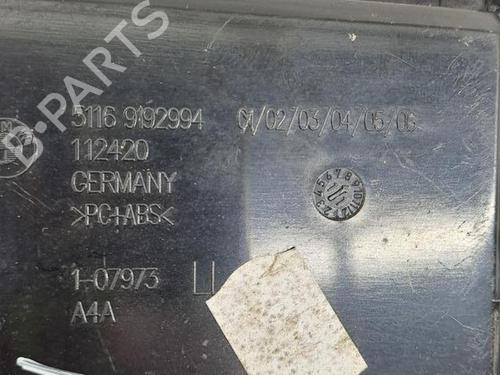 5116 9192994 01/02/03/04/05/06
112420
GERMANY
>PC+ABS<
1-07973
A4A
B-PARTS